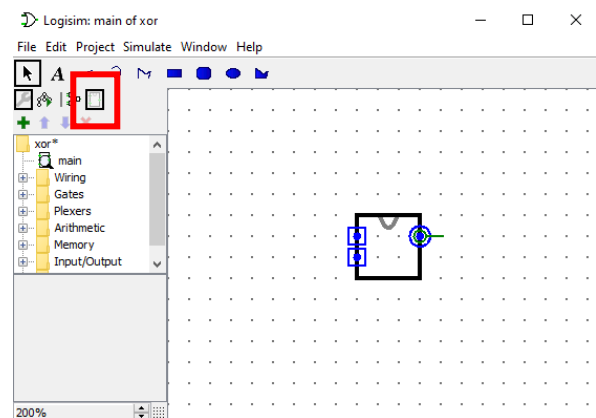 Logisim: main of xor
File Edit Project Simulate Window Help
A
xor*
main
Wiring
Gates
Plexers
Arithmetic
Memory
Input/Output
200%